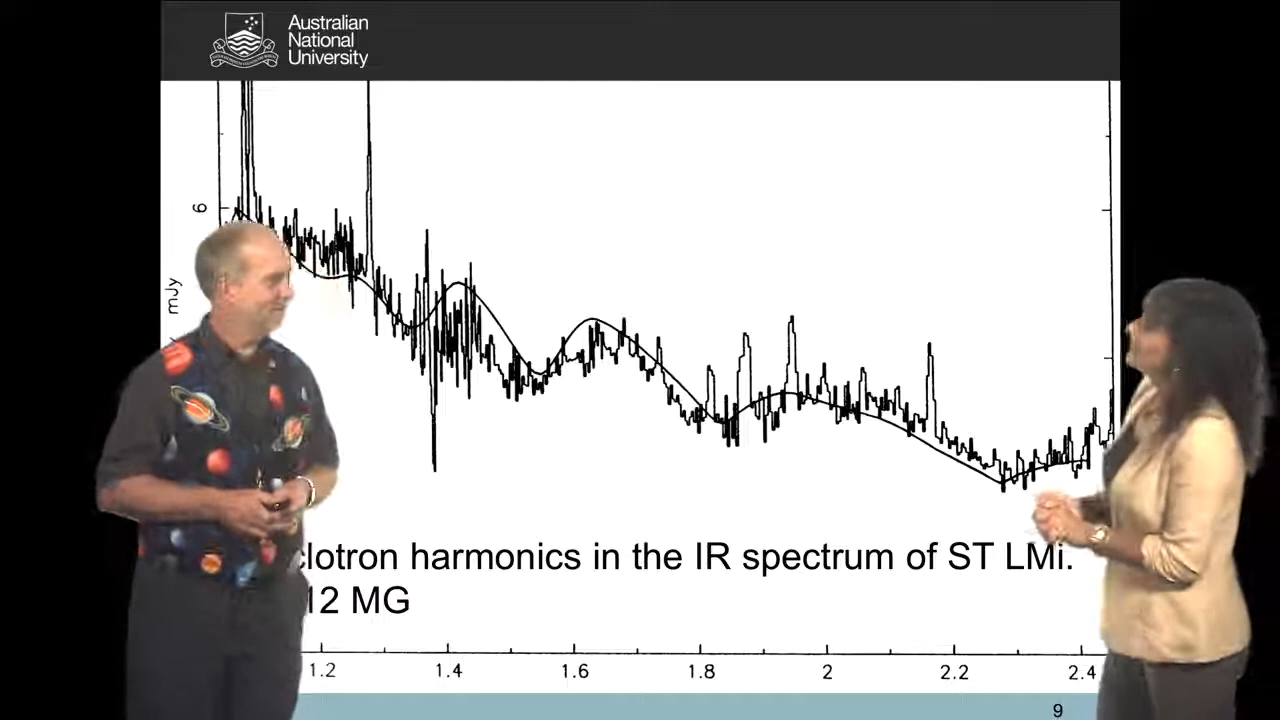 Australian
National
University
6
mJy
clotron harmonics in the IR spectrum of ST LMi.
12 MG
1.2 1.4 1.6 1.8 2 2.2 2.4
9